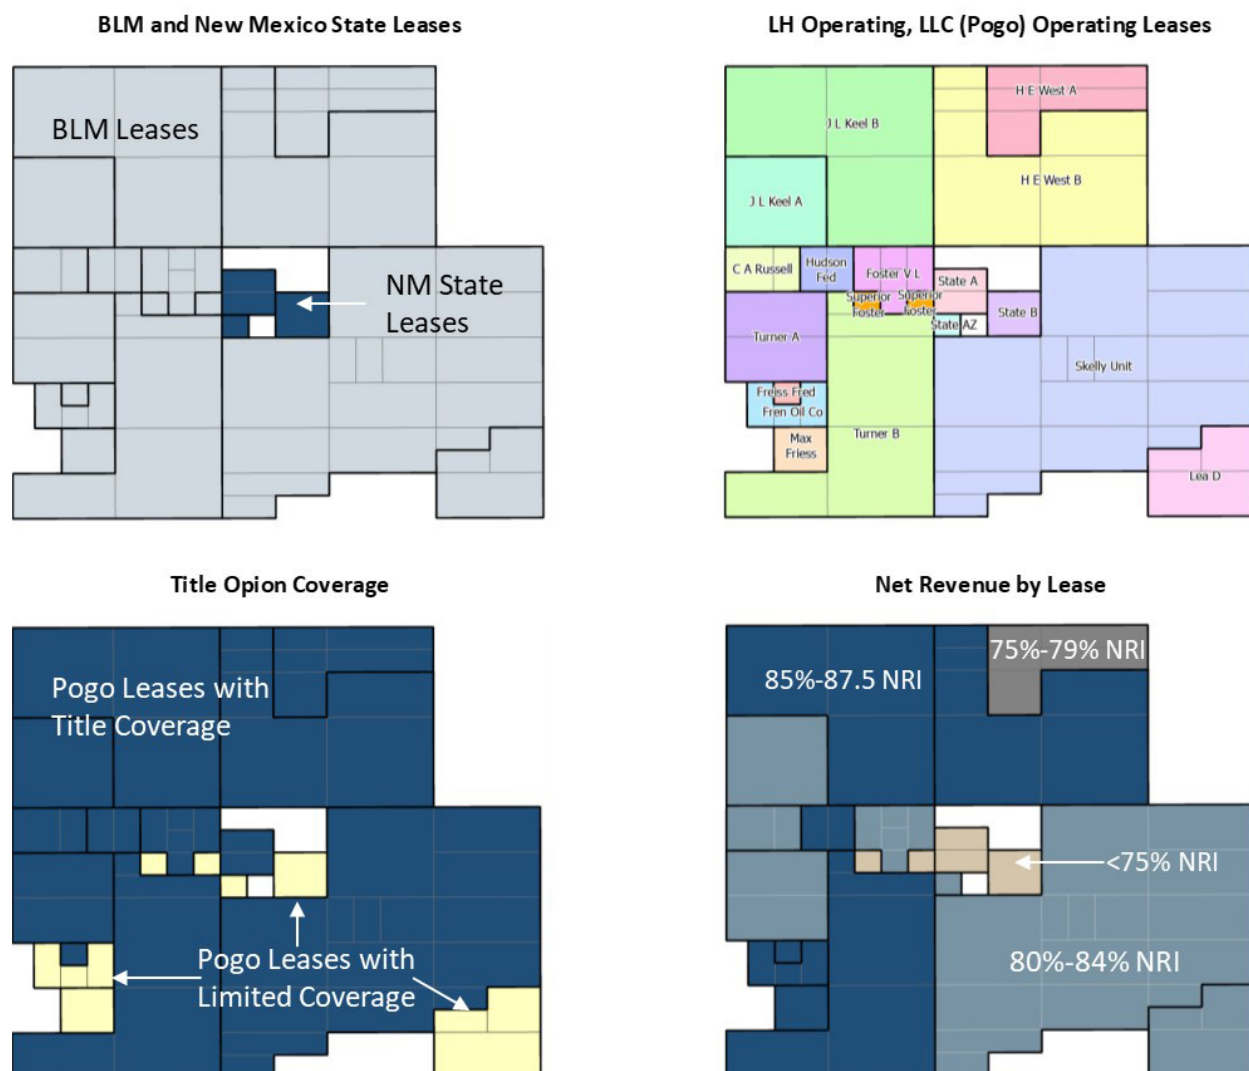 BLM and New Mexico State Leases
BLM Leases
NM State
Leases
LH Operating, LLC (Pogo) Operating Leases
H E West A
J L Keel B
H E West B
J L Keel A
C A Russell
Hudson
Fed
Foster V L
State A
Superior
Foster
Superior
Foster
State AZ
State B
Turner A
Skelly Unit
Freiss Fred
Fren Oil Co
Max
Friess
Turner B
Lea D
Title Opion Coverage
Pogo Leases with
Title Coverage
Pogo Leases with
Limited Coverage
Net Revenue by Lease
75%-79% NRI
85%-87.5 NRI
<75% NRI
80%-84% NRI